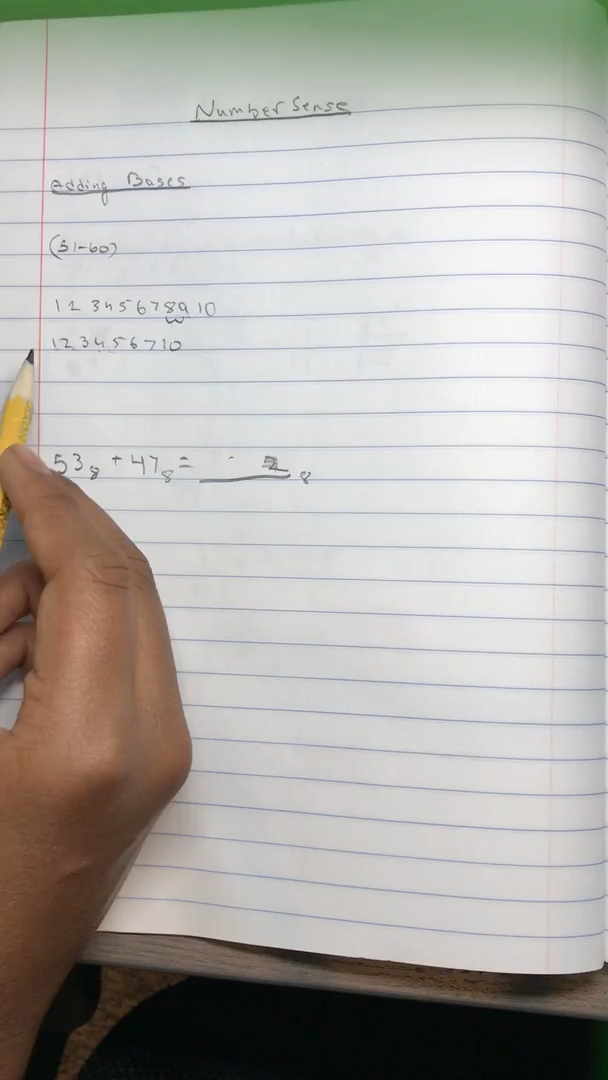 Number Sense
Adding Bases
(51-60)
1 2 3 4 5 6 7 8 9 10
1 2 3 4 5 6 7 10
53₈ + 47₈ = 2 ₈